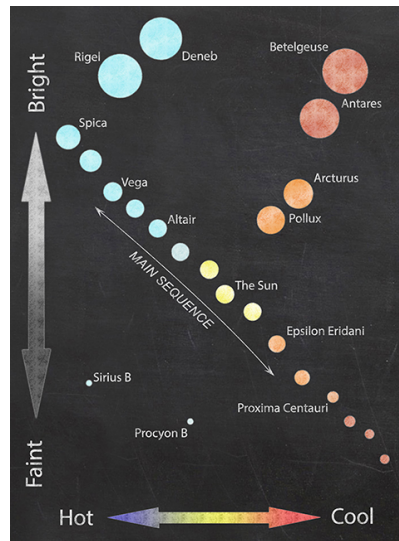 Bright
Rigel
Deneb
Betelgeuse
Antares
Spica
Vega
Altair
Arcturus
Pollux
MAIN SEQUENCE
The Sun
Epsilon Eridani
Sirius B
Proxima Centauri
Procyon B
Faint
Hot
Cool